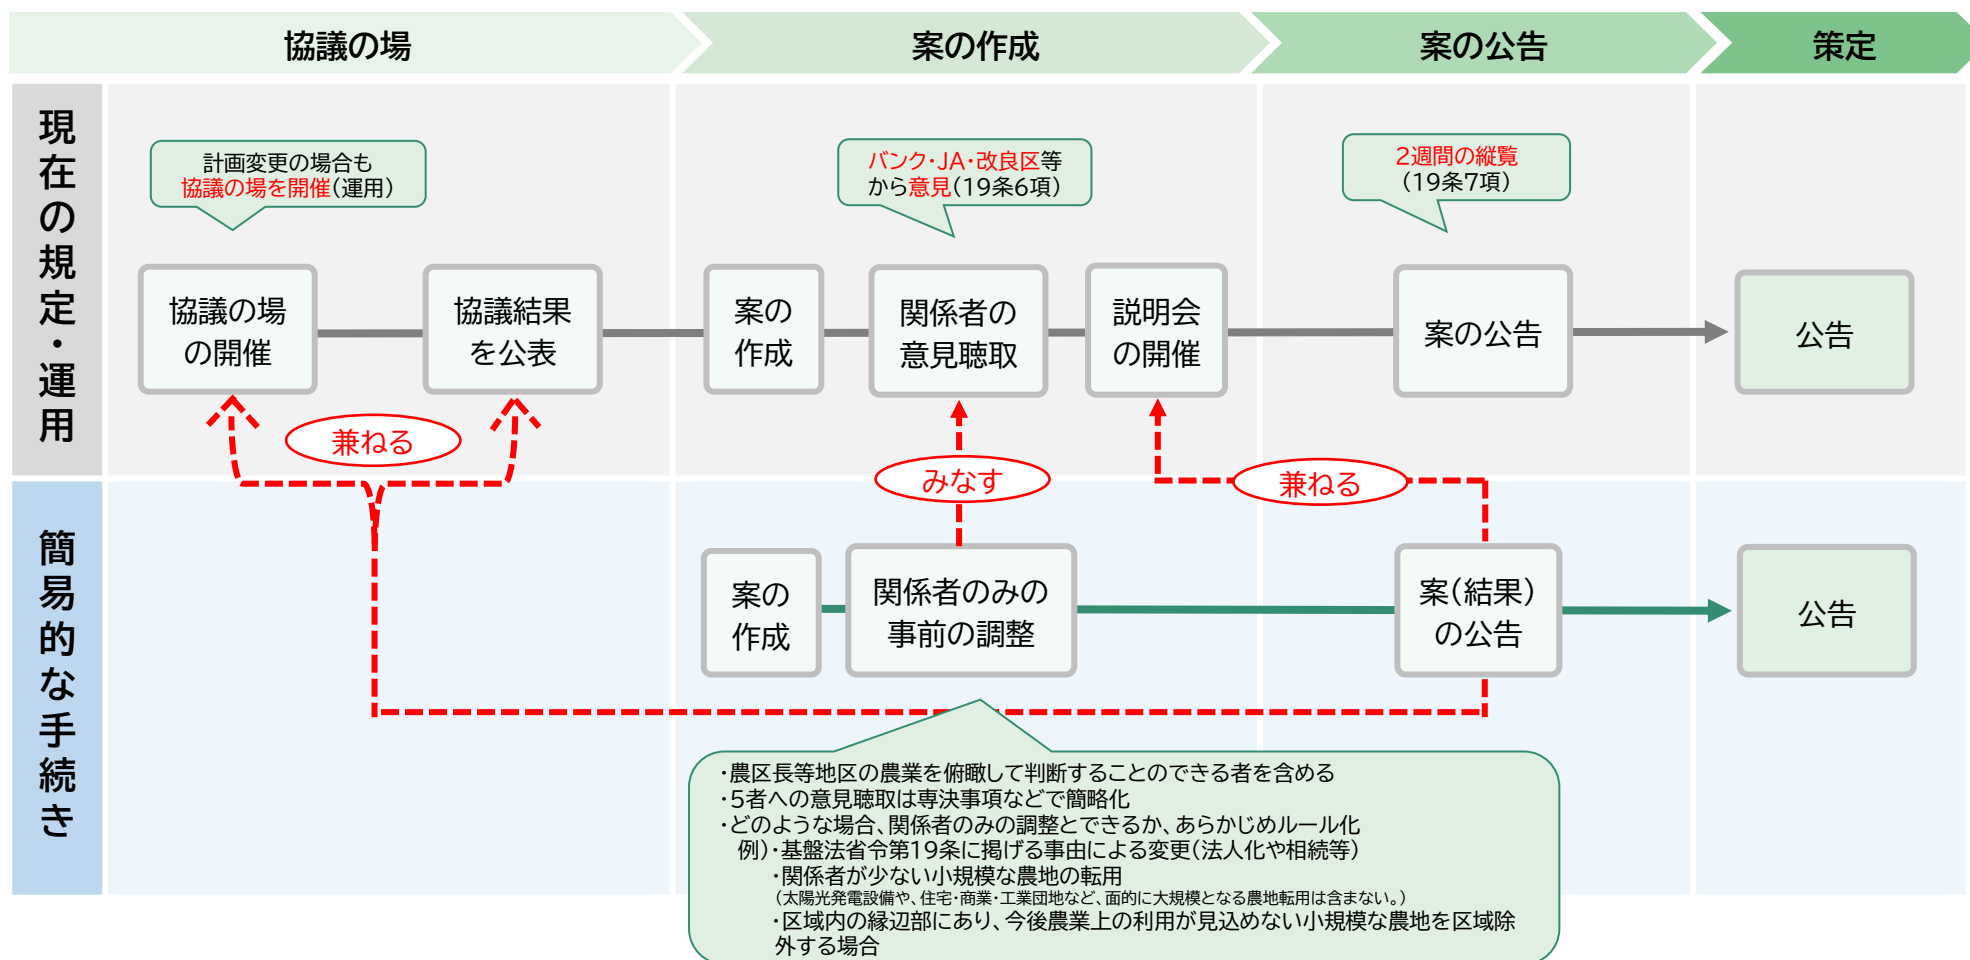 協議の場
案の作成
案の公告
策定
現在の規定・運用
計画変更の場合も
協議の場を開催(運用)
バンク・JA・改良区等
から意見(19条6項)
2週間の縦覧
(19条7項)
協議の場
の開催
協議結果
を公表
案の
作成
関係者の
意見聴取
説明会
の開催
案の公告
公告
兼ねる
みなす
兼ねる
簡易的な手続き
案の
作成
関係者のみの
事前の調整
案(結果)
の公告
公告
・農区長等地区の農業を俯瞰して判断することのできる者を含める
・5者への意見聴取は専決事項などで簡略化
・どのような場合、関係者のみの調整とできるか、あらかじめルール化
例)・基盤法省令第19条に掲げる事由による変更(法人化や相続等)
・関係者が少ない小規模な農地の転用
(太陽光発電設備や、住宅・商業・工業団地など、面的に大規模となる農地転用は含まない。)
・区域内の縁辺部にあり、今後農業上の利用が見込めない小規模な農地を区域除
外する場合